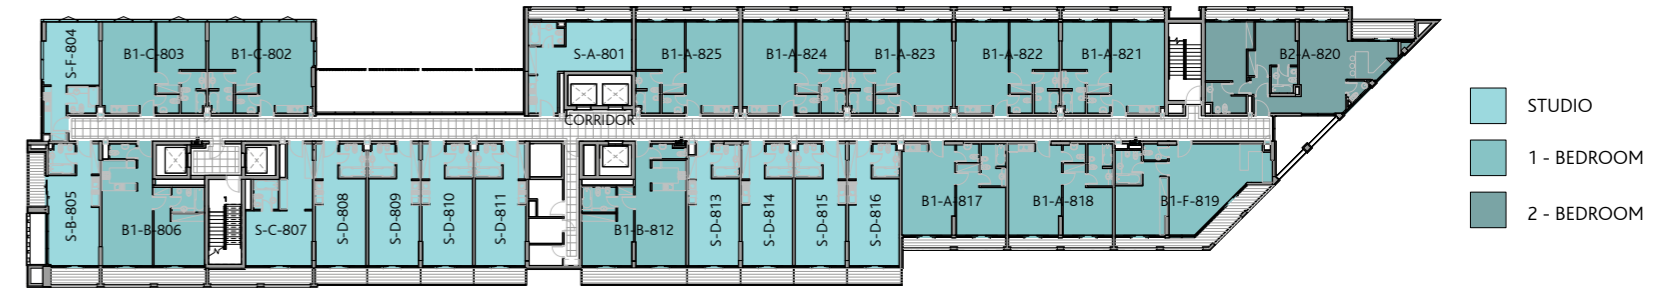 S-F-804
B1-C-803
B1-C-802
S-A-801
B1-A-825
B1-A-824
B1-A-823
B1-A-822
B1-A-821
B2-A-820
CORRIDOR
S-B-805
B1-B-806
S-C-807
S-D-808
S-D-809
S-D-810
S-D-811
B1-B-812
S-D-813
S-D-814
S-D-815
S-D-816
B1-A-817
B1-A-818
B1-F-819
STUDIO
1 - BEDROOM
2 - BEDROOM